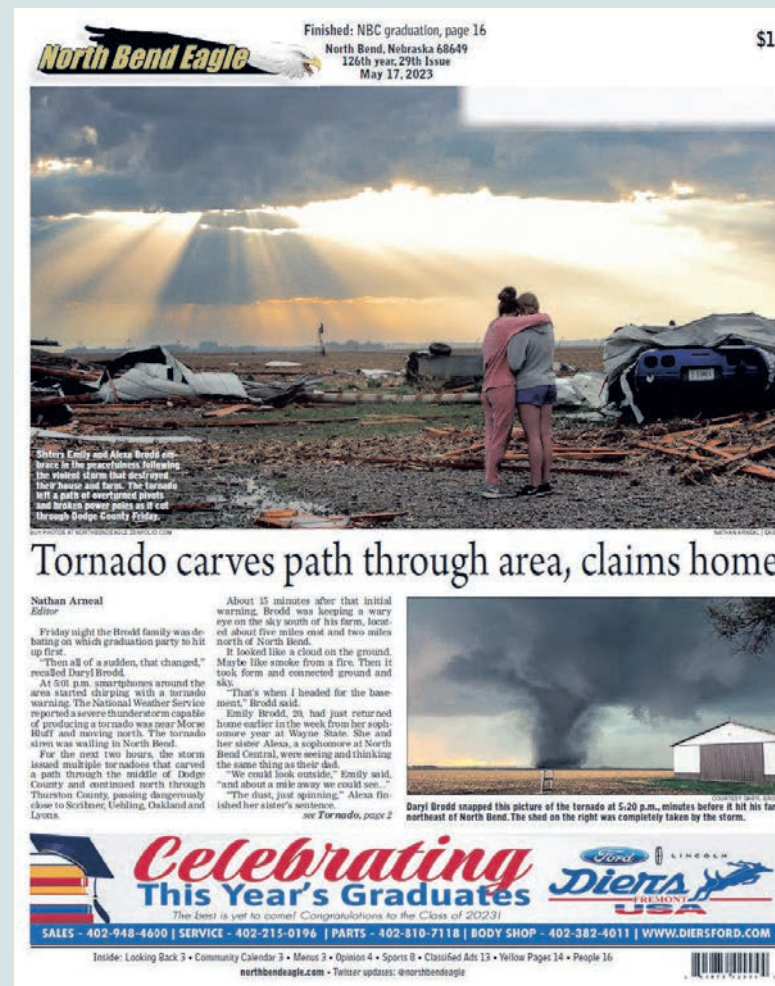 Finished: NBC graduation, page 16
North Bend Eagle
North Bend, Nebraska 68649
126th year, 29th Issue
May 17, 2023
$1
Sisters Emily and Alexa Brodd em-
brace in the peacefulness following
the violent storm that destroyed
their house and farm. The tornado
left a path of overturned pivots
and broken power poles as it cut
through Dodge County Friday.
BUY PHOTOS AT NORTHBENDEAGLE.ZENFOLIO.COM
NATHAN ARNEAL |
Tornado carves path through area, claims home
Nathan Arneal
Editor
Friday night the Brodd family was de-
bating on which graduation party to hit
up first.
"Then all of a sudden, that changed,"
recalled Daryl Brodd.
At 5:01 p.m. smartphones around the
area started chirping with a tornado
warning. The National Weather Service
reported a severe thunderstorm capable
of producing a tornado was near Morse
Bluff and moving north. The tornado
siren was wailing in North Bend.
For the next two hours, the storm
issued multiple tornadoes that carved
a path through the middle of Dodge
County and continued north through
Thurston County, passing dangerously
close to Scribner, Uehling, Oakland and
Lyons.
About 15 minutes after that initial
warning, Brodd was keeping a wary
eye on the sky south of his farm, locat-
ed about five miles east and two miles
north of North Bend.
It looked like a cloud on the ground.
Maybe like smoke from a fire. Then it
took form and connected ground and
sky.
"That's when I headed for the base-
ment," Brodd said.
Emily Brodd, 20, had just returned
home earlier in the week from her soph-
omore year at Wayne State. She and
her sister Alexa, a sophomore at North
Bend Central, were seeing and thinking
the same thing as their dad.
"We could look outside," Emily said,
"and about a mile away we could see..."
"The dust, just spinning," Alexa fin-
ished her sister's sentence.
see Tornado, page 2
COURTESY DARYL
Daryl Brodd snapped this picture of the tornado at 5:20 p.m., minutes before it hit his
northeast of North Bend. The shed on the right was completely taken by the storm.
Celebrating
This Year's Graduates
The best is yet to come! Congratulations to the Class of 2023!
Ford LINCOLN
Diers
FREMONT
USA
SALES - 402-948-4600 | SERVICE - 402-215-0196 | PARTS - 402-810-7118 | BODY SHOP - 402-382-4011 | WWW.DIERSFORD.COM
Inside: Looking Back 3 • Community Calendar 3 • Menus 3 • Opinion 4 • Sports 8 • Classified Ads 13 • Yellow Pages 14 • People 16
northbendeagle.com - Twitter updates: @northbendeagle